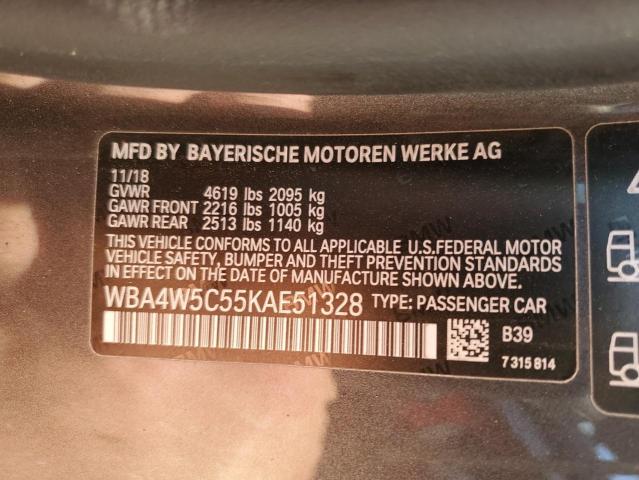 MFD BY BAYERISCHE MOTOREN WERKE AG
11/18
GVWR 4619 lbs 2095 kg
GAWR FRONT 2216 lbs 1005 kg
GAWR REAR 2513 lbs 1140 kg
THIS VEHICLE CONFORMS TO ALL APPLICABLE U.S.FEDERAL MOTOR
VEHICLE SAFETY, BUMPER AND THEFT PREVENTION STANDARDS
IN EFFECT ON THE DATE OF MANUFACTURE SHOWN ABOVE.
WBA4W5C55KAE51328 TYPE: PASSENGER CAR
B39
7 315 814